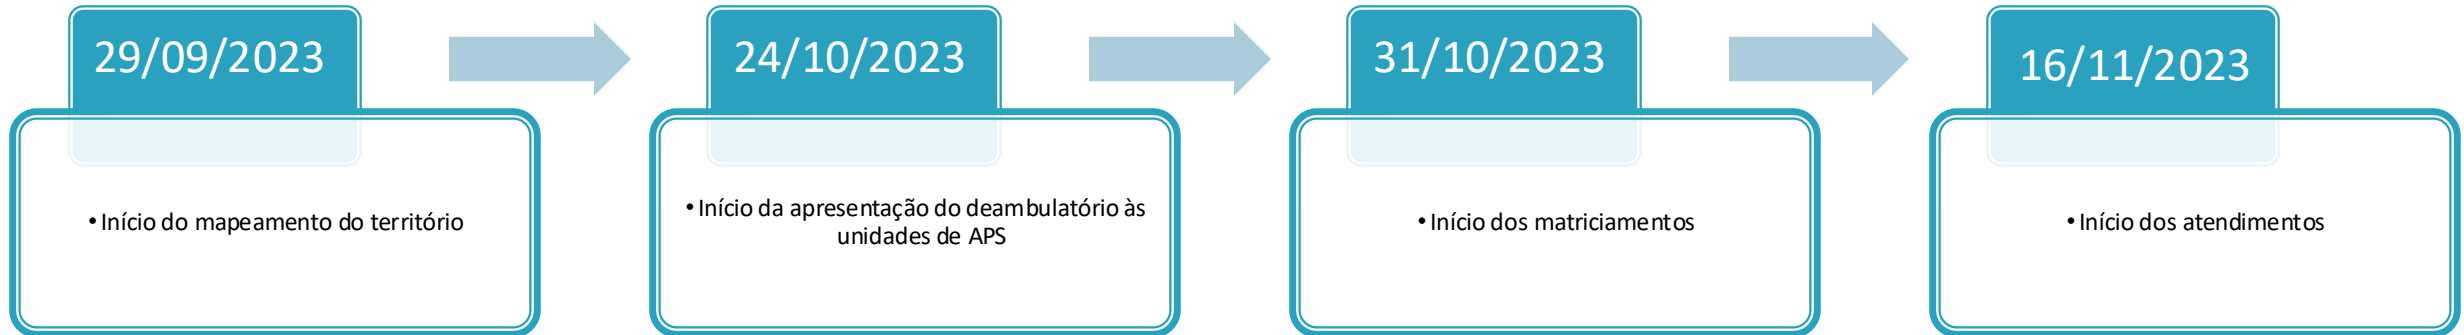 29/09/2023
• Início do mapeamento do território
24/10/2023
• Início da apresentação do deambulatório às
unidades de APS
31/10/2023
• Início dos matriciamentos
16/11/2023
• Início dos atendimentos